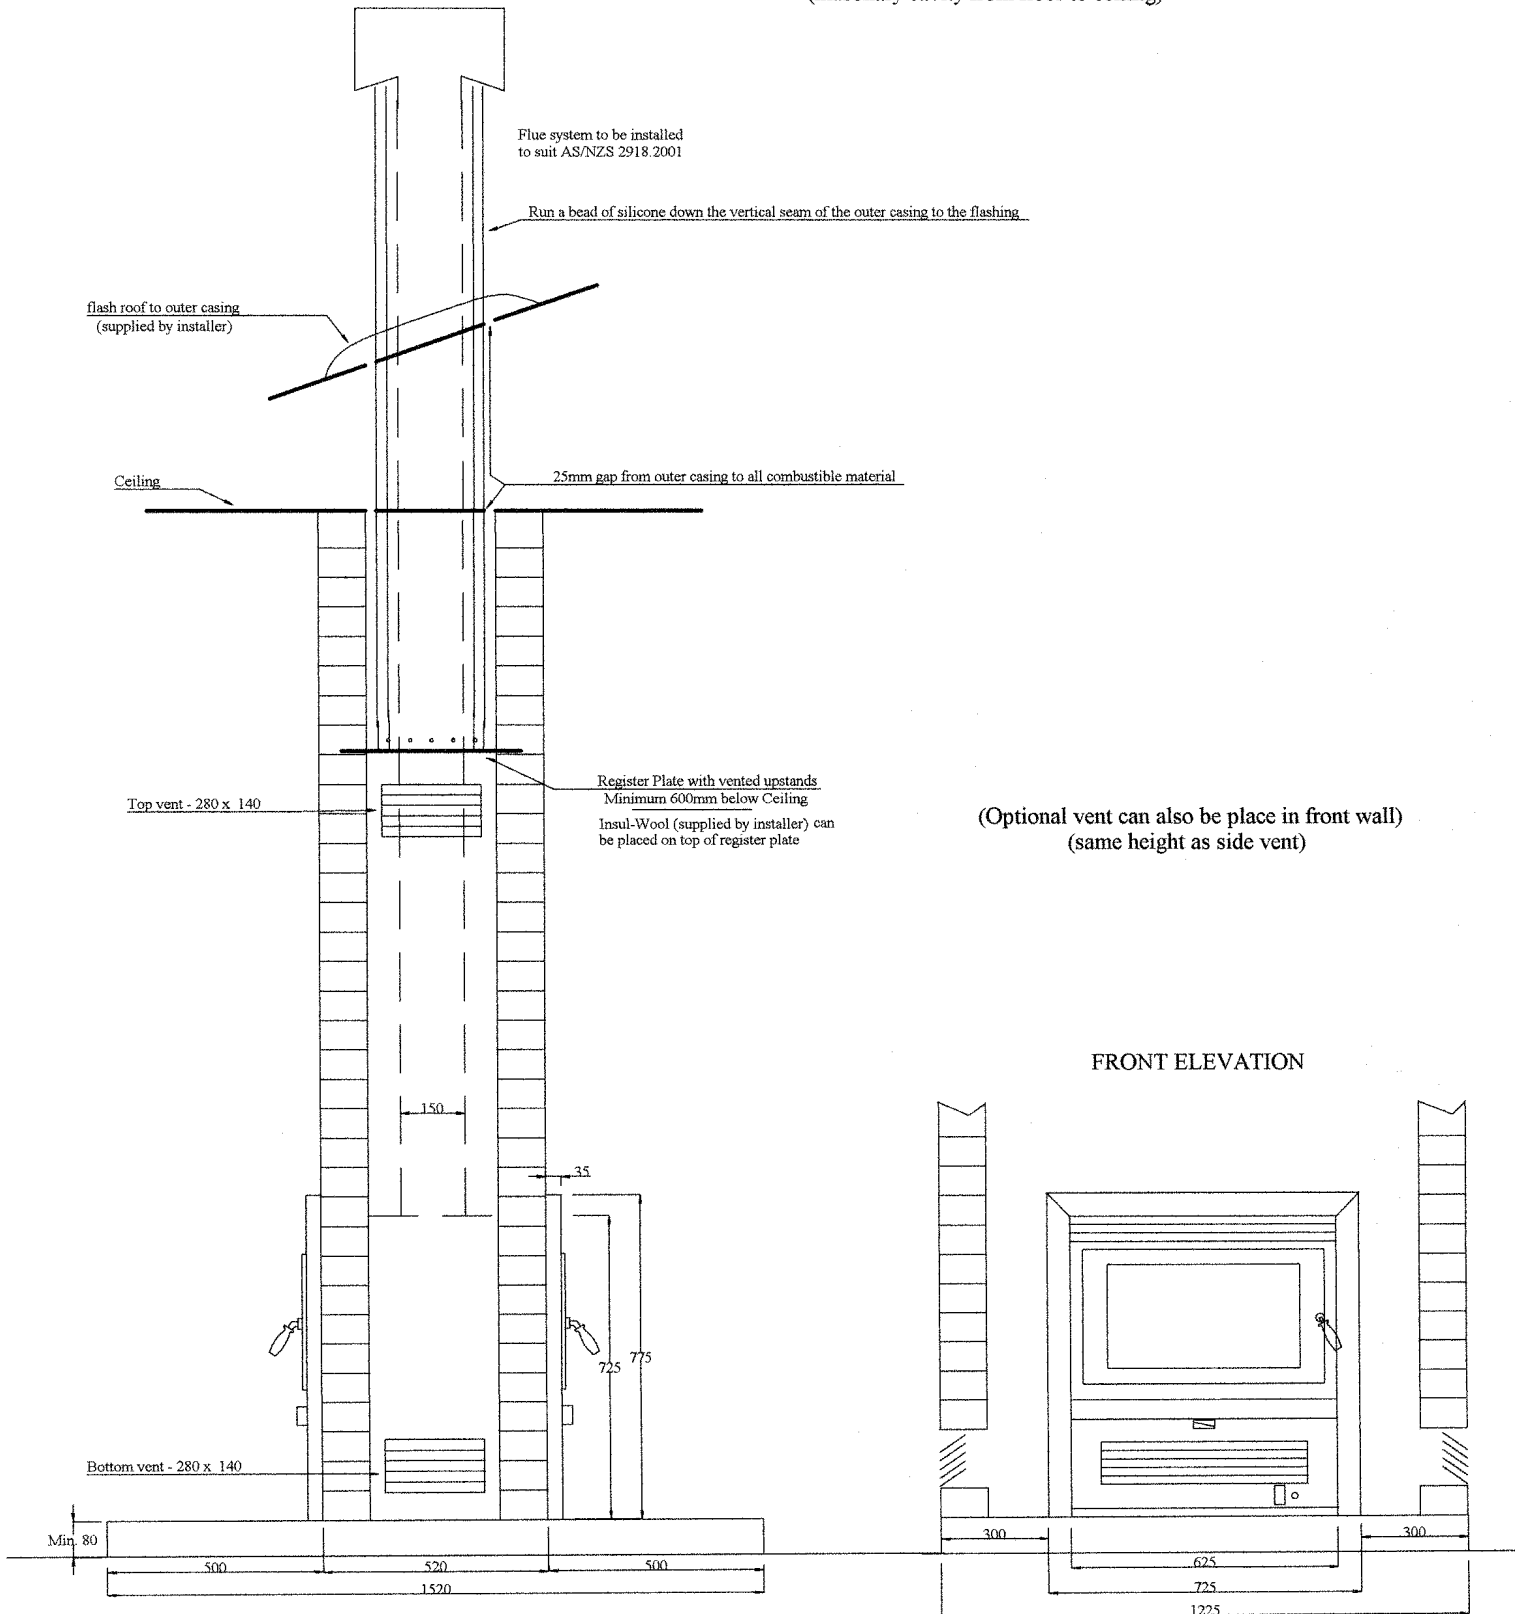 Flue system to be installed
to suit AS/NZS 2918.2001
Run a bead of silicone down the vertical seam of the outer casing to the flashing
flash roof to outer casing
(supplied by installer)
25mm gap from outer casing to all combustible material
Ceiling
Register Plate with vented upstands
Minimum 600mm below Ceiling
Insul-Wool (supplied by installer) can
be placed on top of register plate
Top vent - 280 x 140
(Optional vent can also be place in front wall)
(same height as side vent)
FRONT ELEVATION
150
35
725
775
Bottom vent - 280 x 140
Min. 80
500
520
500
1520
300
300
625
725
1225